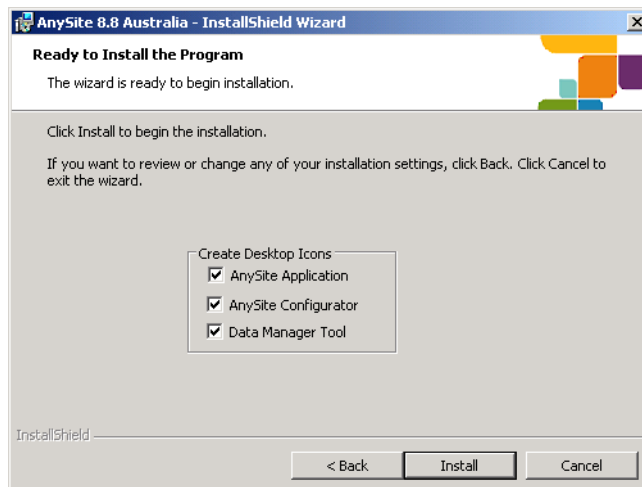 AnySite 8.8 Australia - InstallShield Wizard
Ready to Install the Program
The wizard is ready to begin installation.
Click Install to begin the installation.
If you want to review or change any of your installation settings, click Back. Click Cancel to
exit the wizard.
Create Desktop Icons
AnySite Application
AnySite Configurator
Data Manager Tool
InstallShield
< Back
Install
Cancel